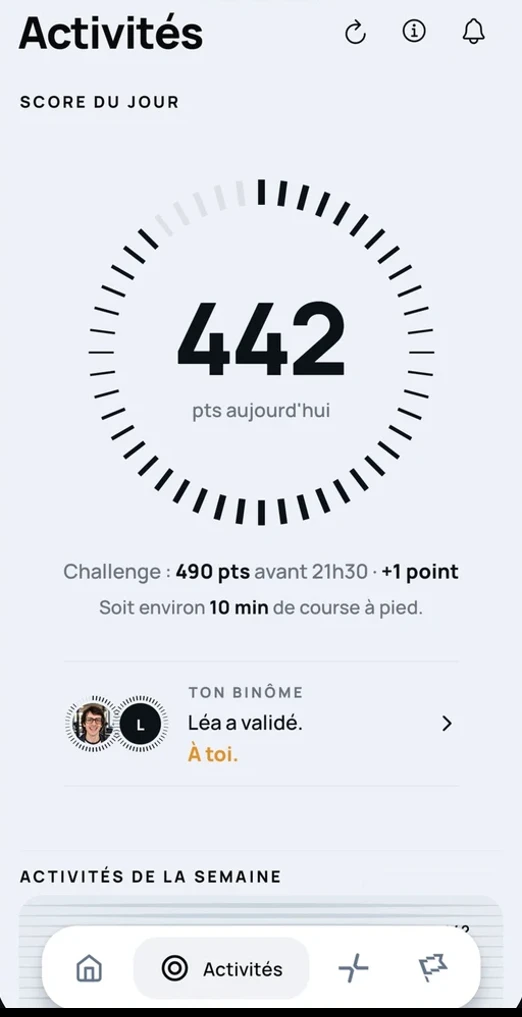 Activités
SCORE DU JOUR
442
pts aujourd'hui
Challenge : 490 pts avant 21h30 · +1 point
Soit environ 10 min de course à pied.
TON BINÔME
L
Léa a validé.
À toi.
ACTIVITÉS DE LA SEMAINE
Activités